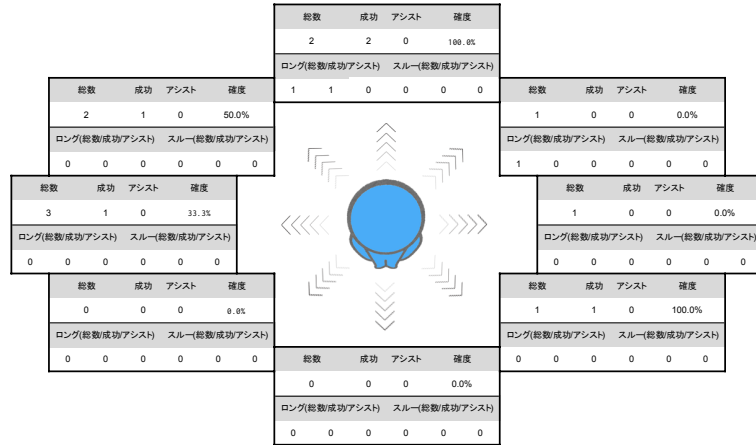 総数 成功 アシスト 確度
2 2 0 100.0%
ロング(総数/成功/アシスト) スルー(総数/成功/アシスト)
1 1 0 0 0 0
総数 成功 アシスト 確度
2 1 0 50.0%
ロング(総数/成功/アシスト) スルー(総数/成功/アシスト)
0 0 0 0 0 0
総数 成功 アシスト 確度
1 0 0 0.0%
ロング(総数/成功/アシスト) スルー(総数/成功/アシスト)
1 0 0 0 0 0
総数 成功 アシスト 確度
3 1 0 33.3%
ロング(総数/成功/アシスト) スルー(総数/成功/アシスト)
0 0 0 0 0 0
総数 成功 アシスト 確度
1 0 0 0.0%
ロング(総数/成功/アシスト) スルー(総数/成功/アシスト)
0 0 0 0 0 0
総数 成功 アシスト 確度
0 0 0 0.0%
ロング(総数/成功/アシスト) スルー(総数/成功/アシスト)
0 0 0 0 0 0
総数 成功 アシスト 確度
1 1 0 100.0%
ロング(総数/成功/アシスト) スルー(総数/成功/アシスト)
0 0 0 0 0 0
総数 成功 アシスト 確度
0 0 0 0.0%
ロング(総数/成功/アシスト) スルー(総数/成功/アシスト)
0 0 0 0 0 0